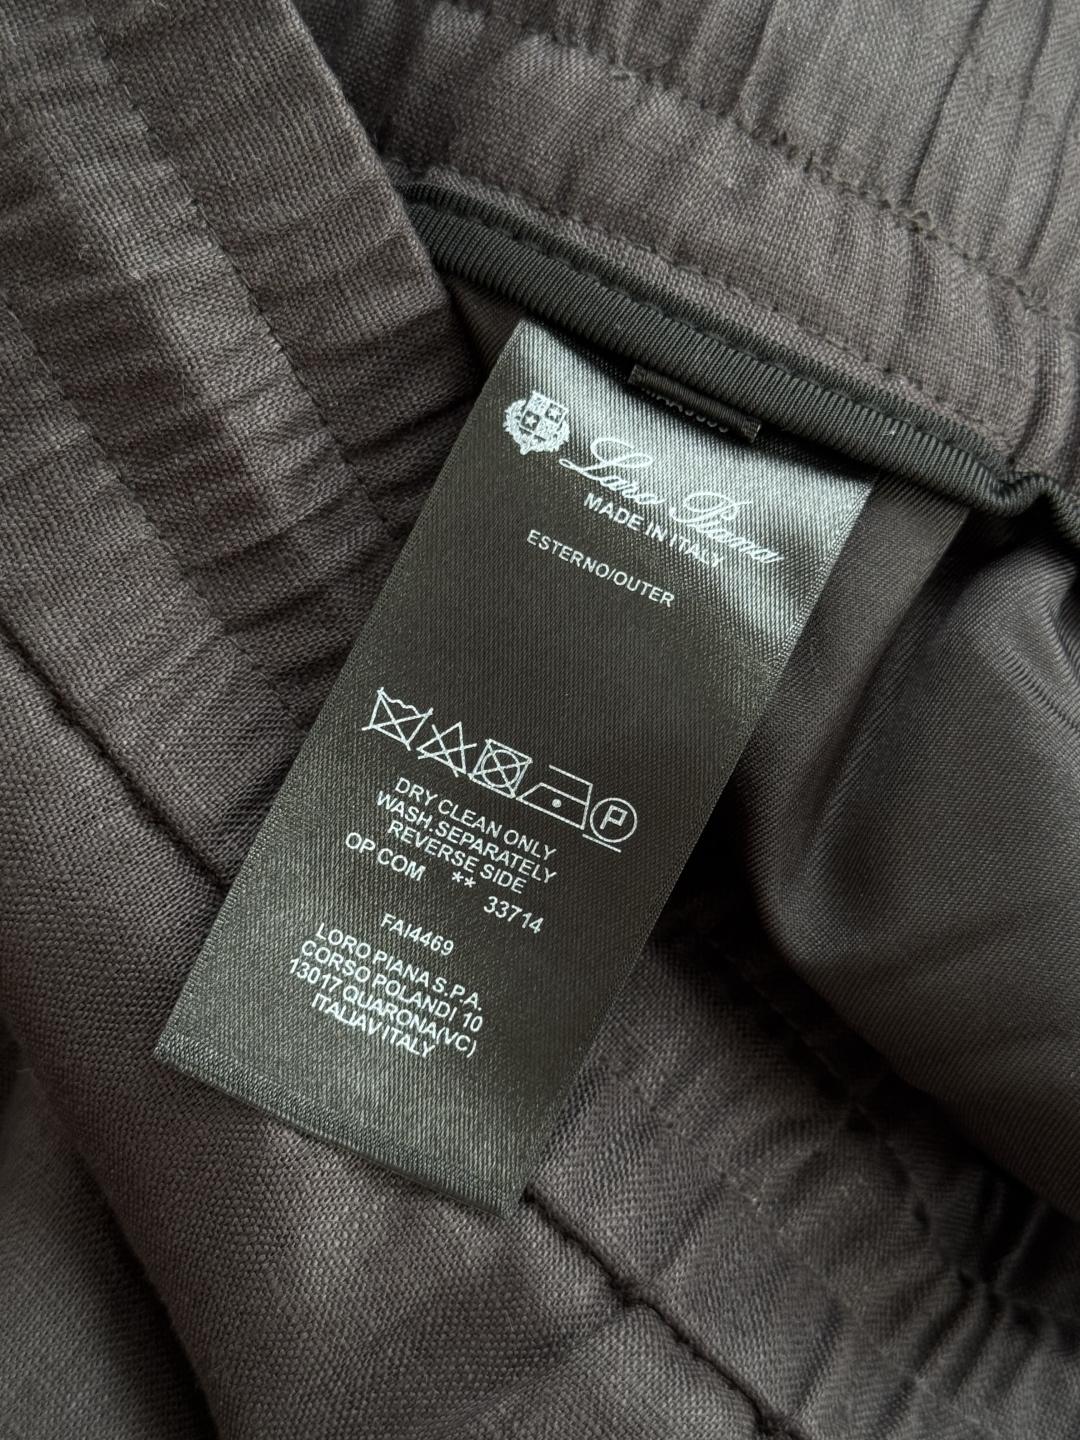 Loro Piana
MADE IN ITALY
ESTERNO/OUTER
P
DRY CLEAN ONLY
WASH.SEPARATELY
REVERSE SIDE
OP COM ** 33714
FAI4469
LORO PIANA S.P.A.
CORSO POLANDI 10
13017 QUARONA(VC)
ITALIAV ITALY